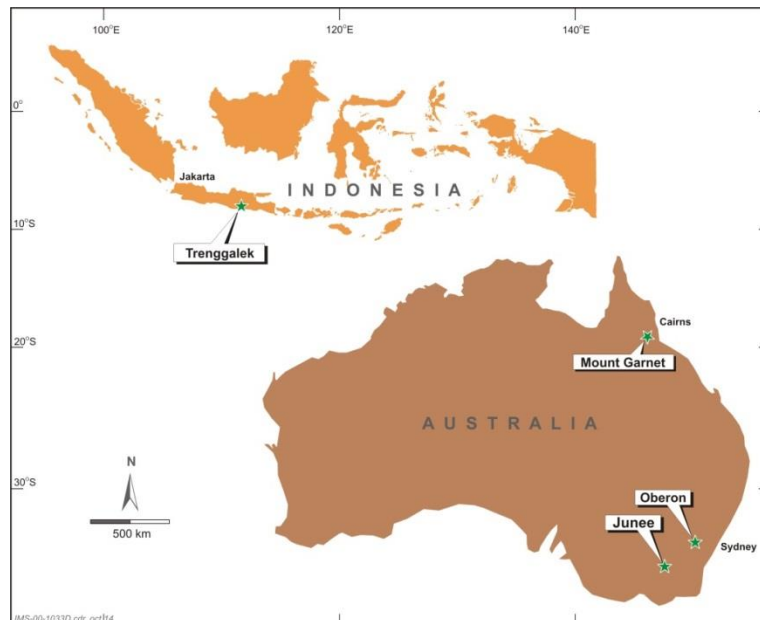 100°E
120°E
140°E
0°
Jakarta
INDONESIA
10°S
Trenggalek
20°S
Cairns
Mount Garnet
AUSTRALIA
30°S
N
500 km
Oberon
Junee
Sydney